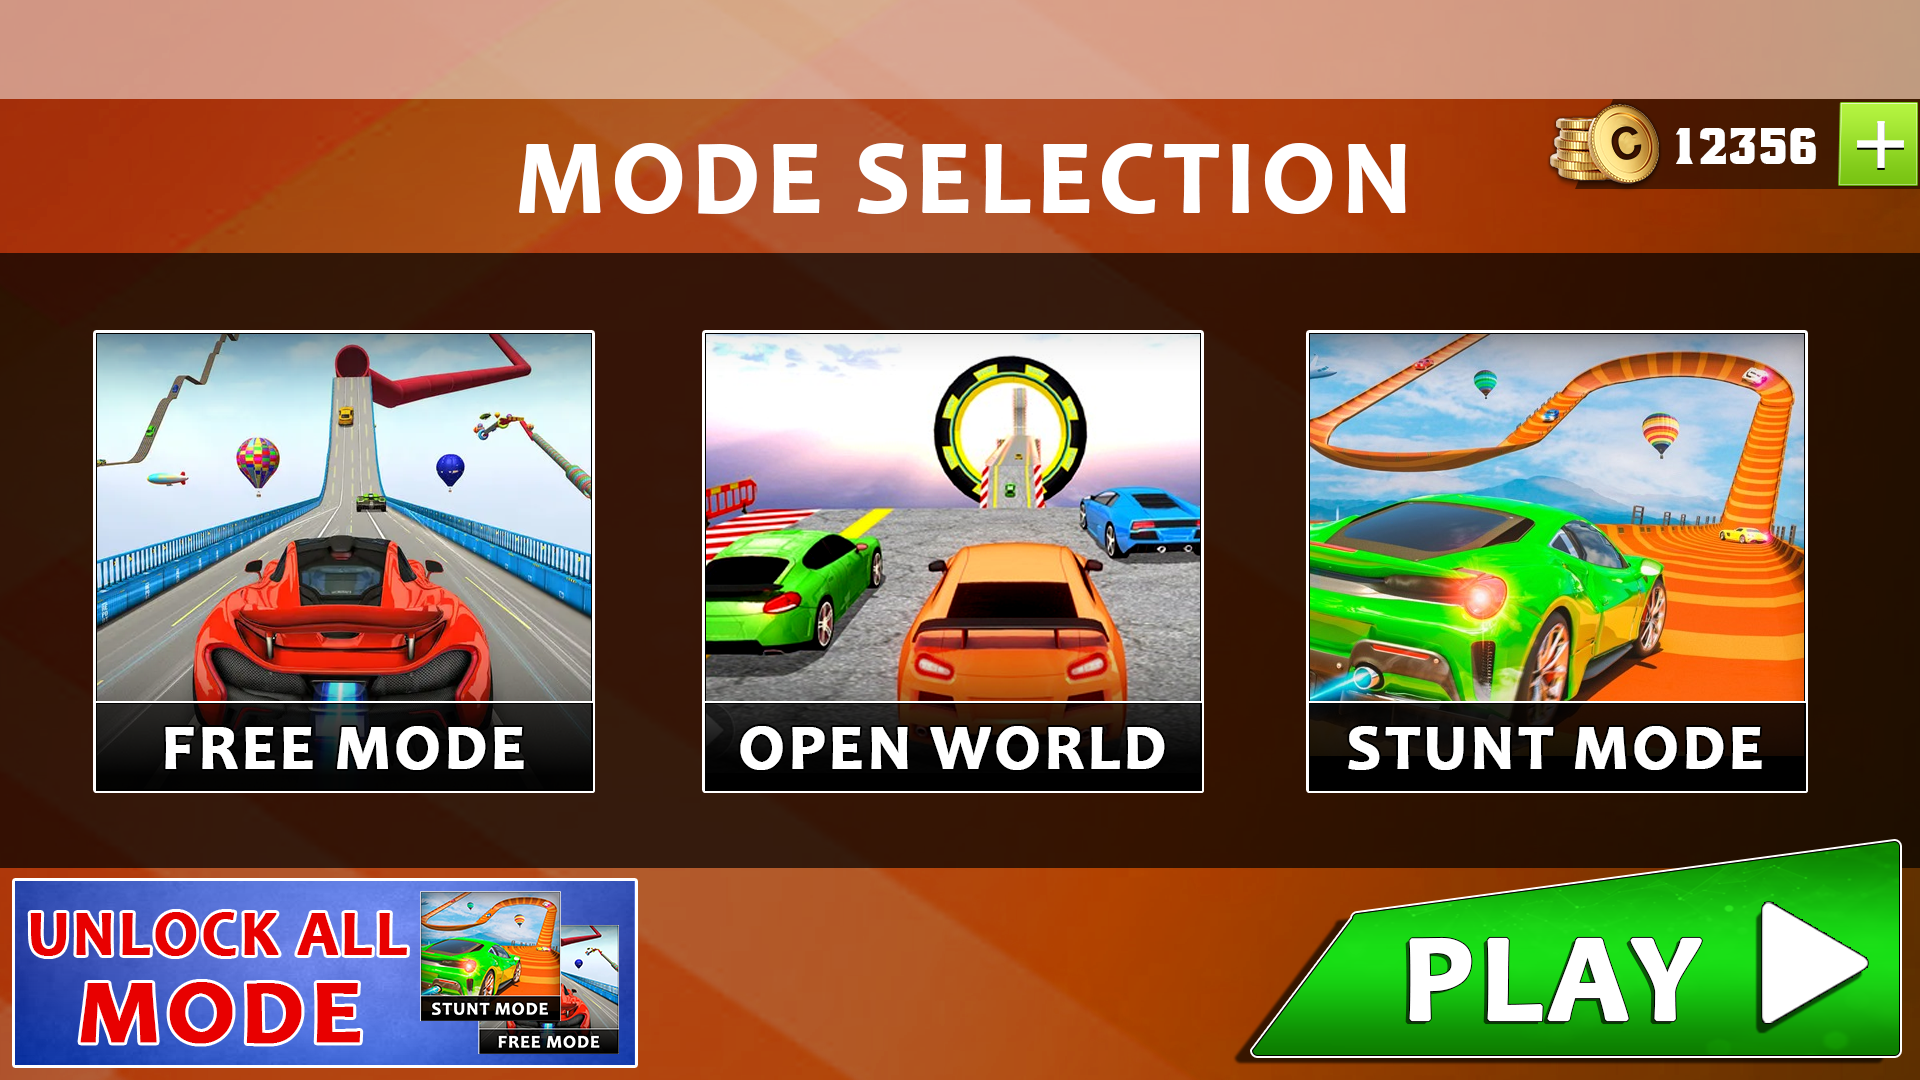 MODE SELECTION
12356
FREE MODE
OPEN WORLD
STUNT MODE
UNLOCK ALL
MODE
STUNT MODE
FREE MODE
PLAY